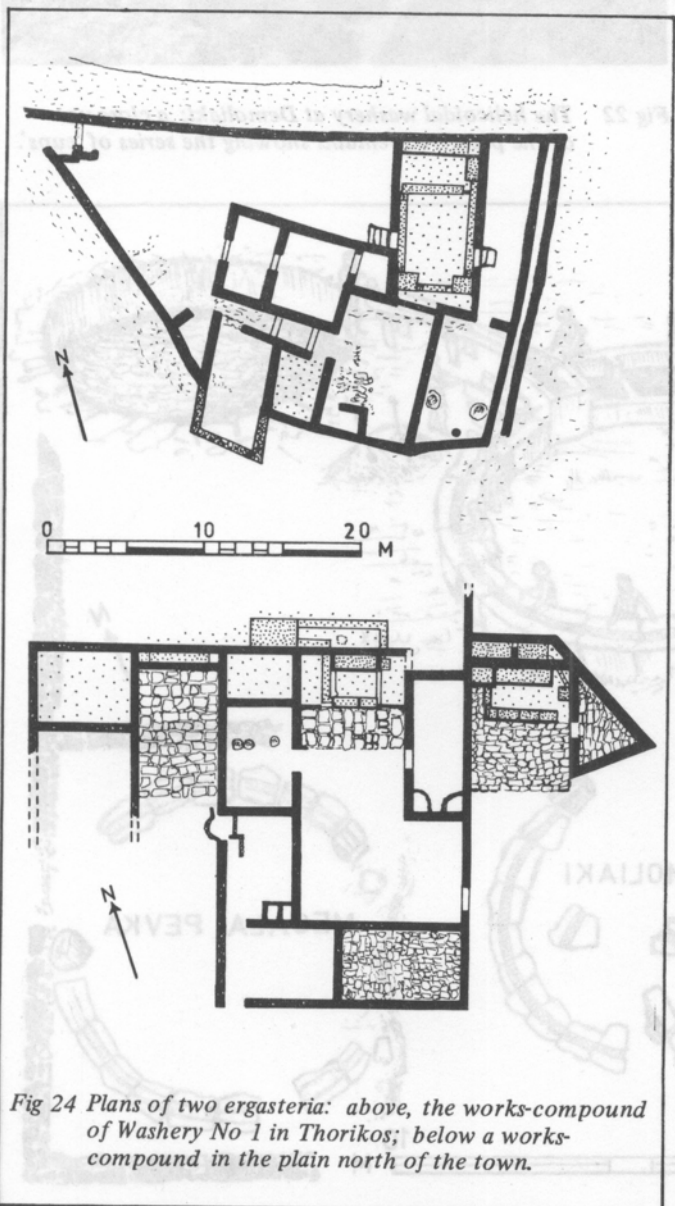 N
0 10 20 M
N
Fig 24 Plans of two ergasteria: above, the works-compound
of Washery No 1 in Thorikos; below a works-
compound in the plain north of the town.